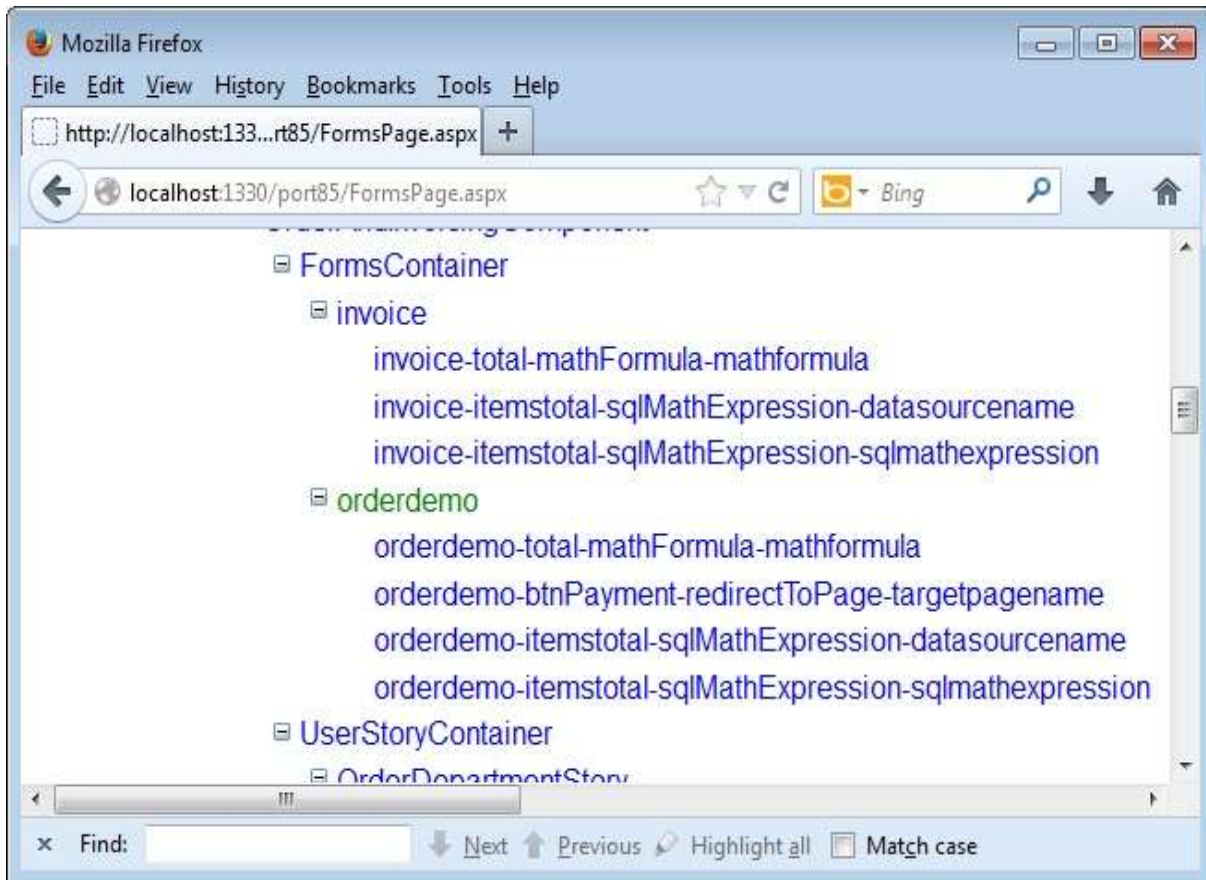 Mozilla Firefox
File Edit View History Bookmarks Tools Help
http://localhost:133...rt85/FormsPage.aspx +
localhost:1330/port85/FormsPage.aspx Bing
FormsContainer
invoice
invoice-total-mathFormula-mathformula
invoice-itemstotal-sqlMathExpression-datasourcename
invoice-itemstotal-sqlMathExpression-sqlmathexpression
orderdemo
orderdemo-total-mathFormula-mathformula
orderdemo-btnPayment-redirectToPage-targetpagename
orderdemo-itemstotal-sqlMathExpression-datasourcename
orderdemo-itemstotal-sqlMathExpression-sqlmathexpression
UserStoryContainer
OrderDepartmentStory
x Find: Next Previous Highlight all Match case